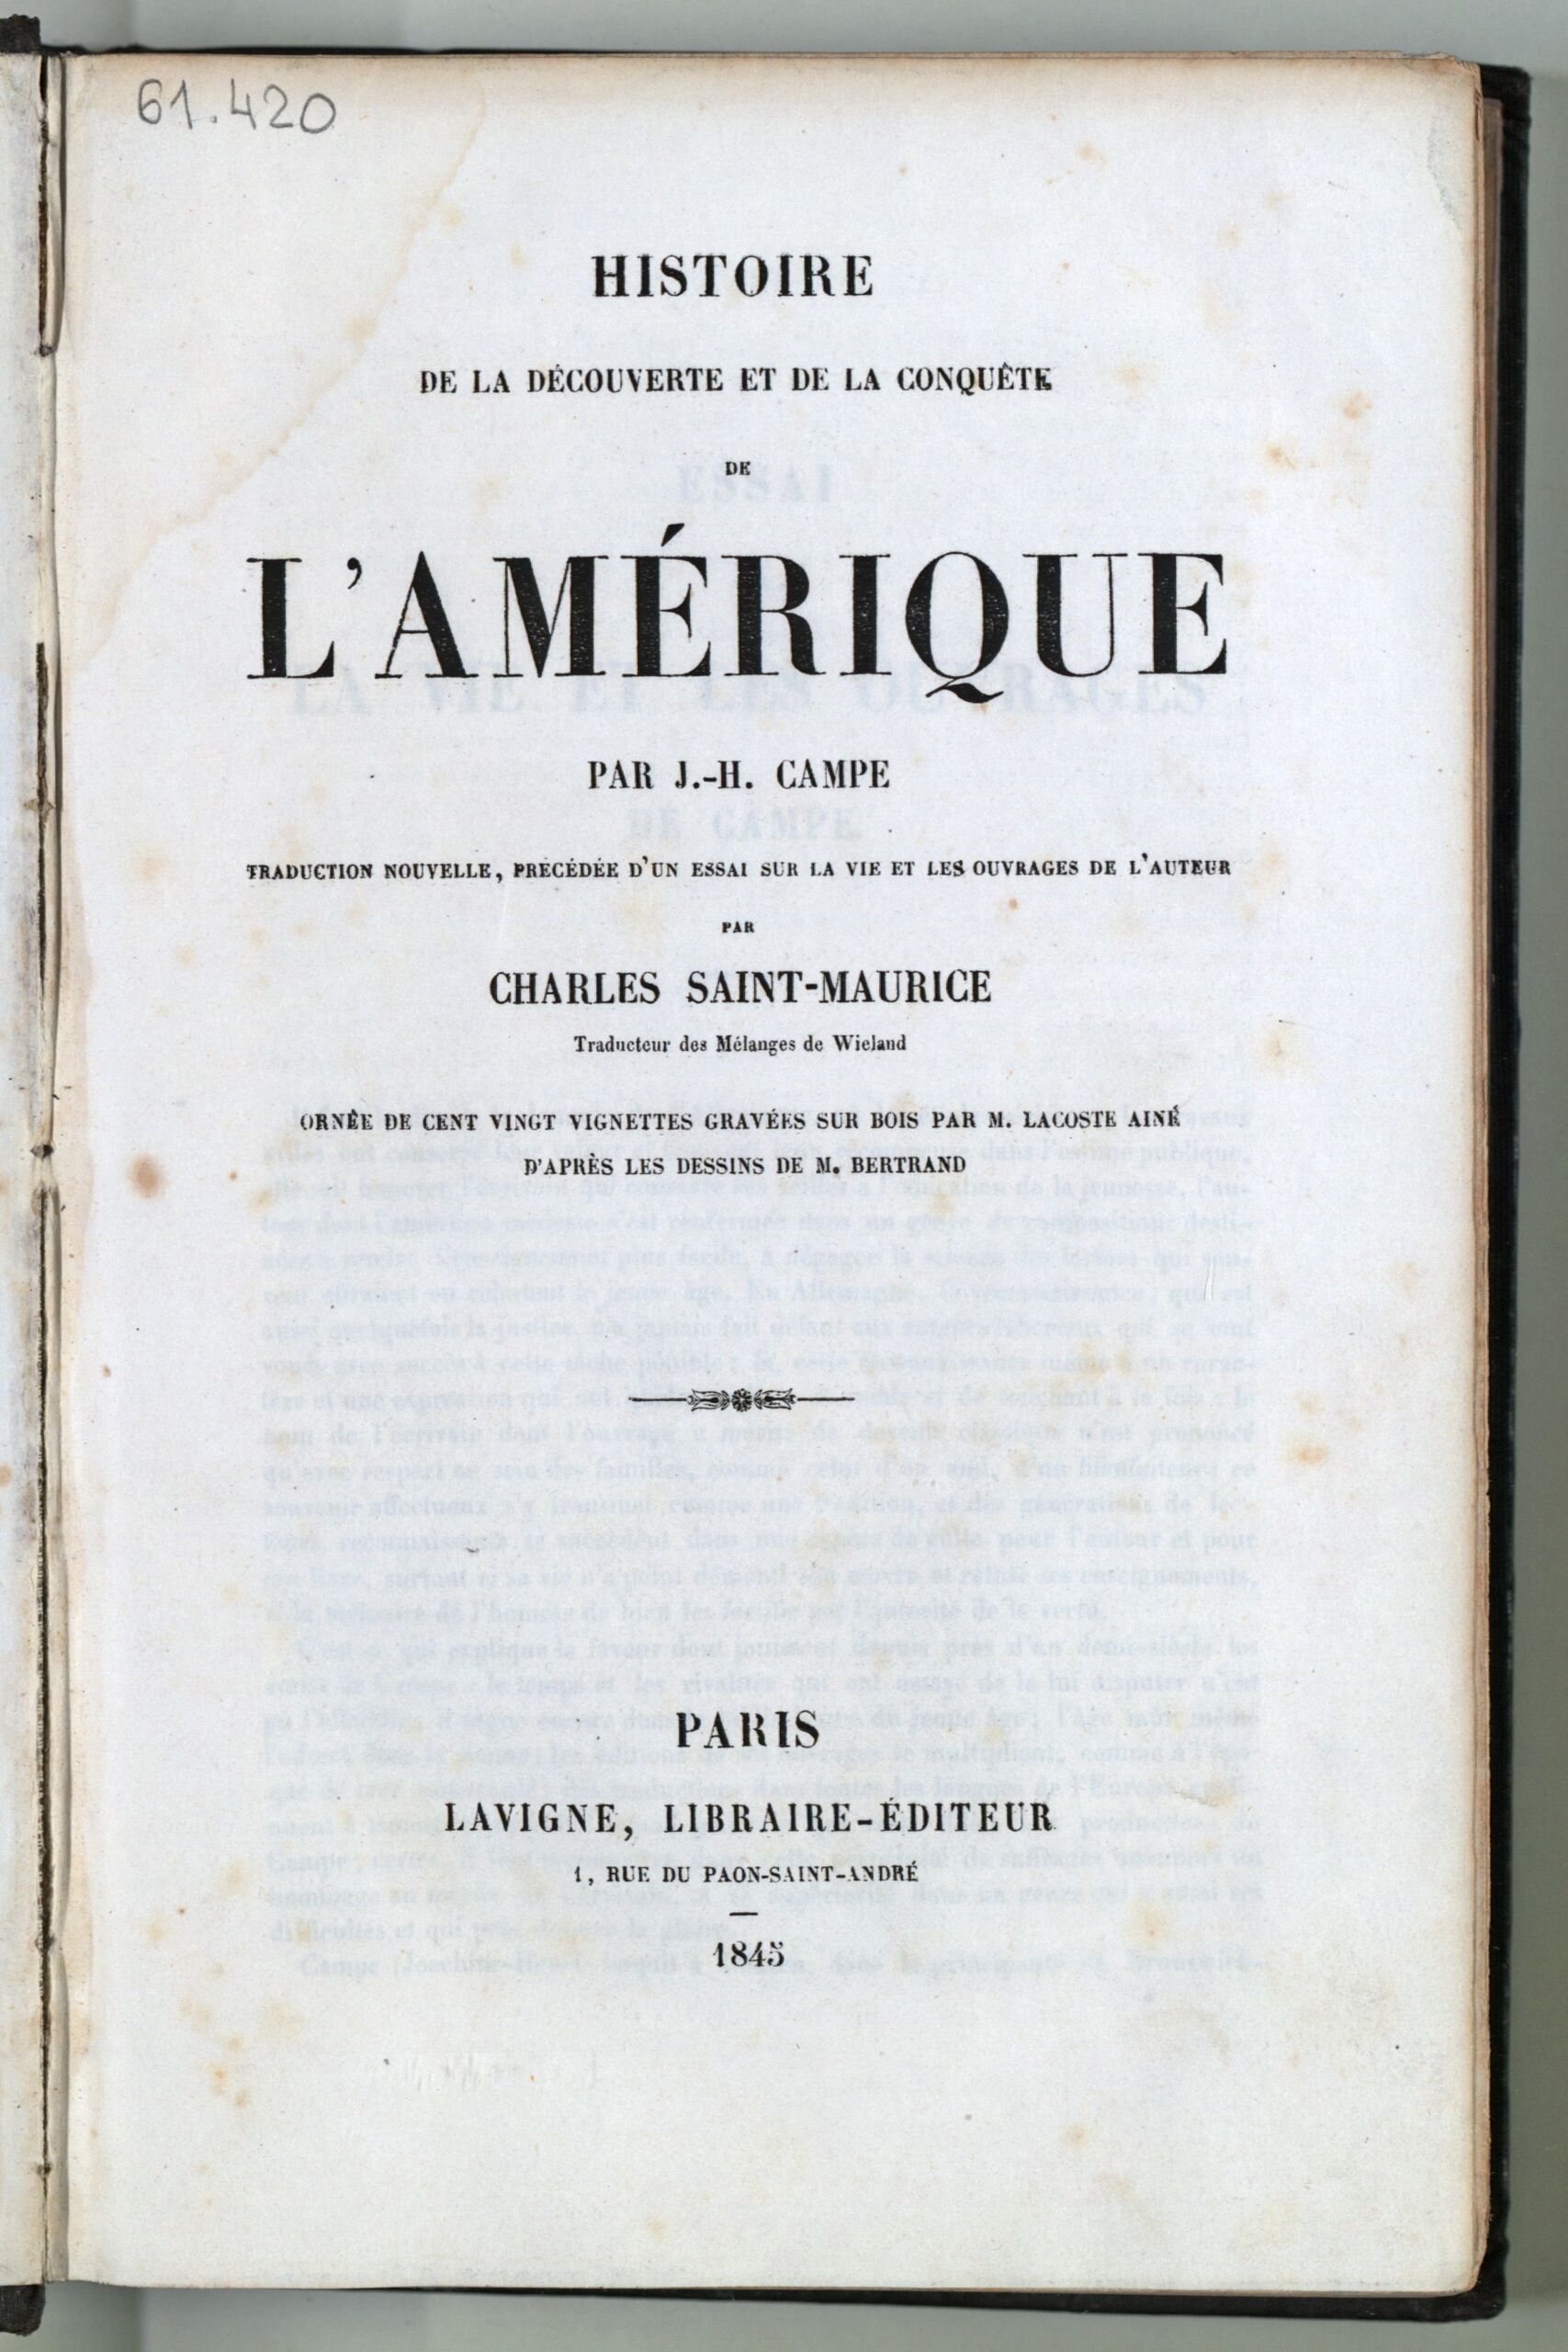 61.420
HISTOIRE
DE LA DÉCOUVERTE ET DE LA CONQUÊTE
DE
L'AMÉRIQUE
PAR J.-H. CAMPE
TRADUCTION NOUVELLE, PRÉCÉDÉE D'UN ESSAI SUR LA VIE ET LES OUVRAGES DE L'AUTEUR
PAR
CHARLES SAINT-MAURICE
Traducteur des Mélanges de Wieland
ORNÉE DE CENT VINGT VIGNETTES GRAVÉES SUR BOIS PAR M. LACOSTE AINÉ
D'APRÈS LES DESSINS DE M. BERTRAND
PARIS
LAVIGNE, LIBRAIRE-ÉDITEUR
1, RUE DU PAON-SAINT-ANDRÉ
1845